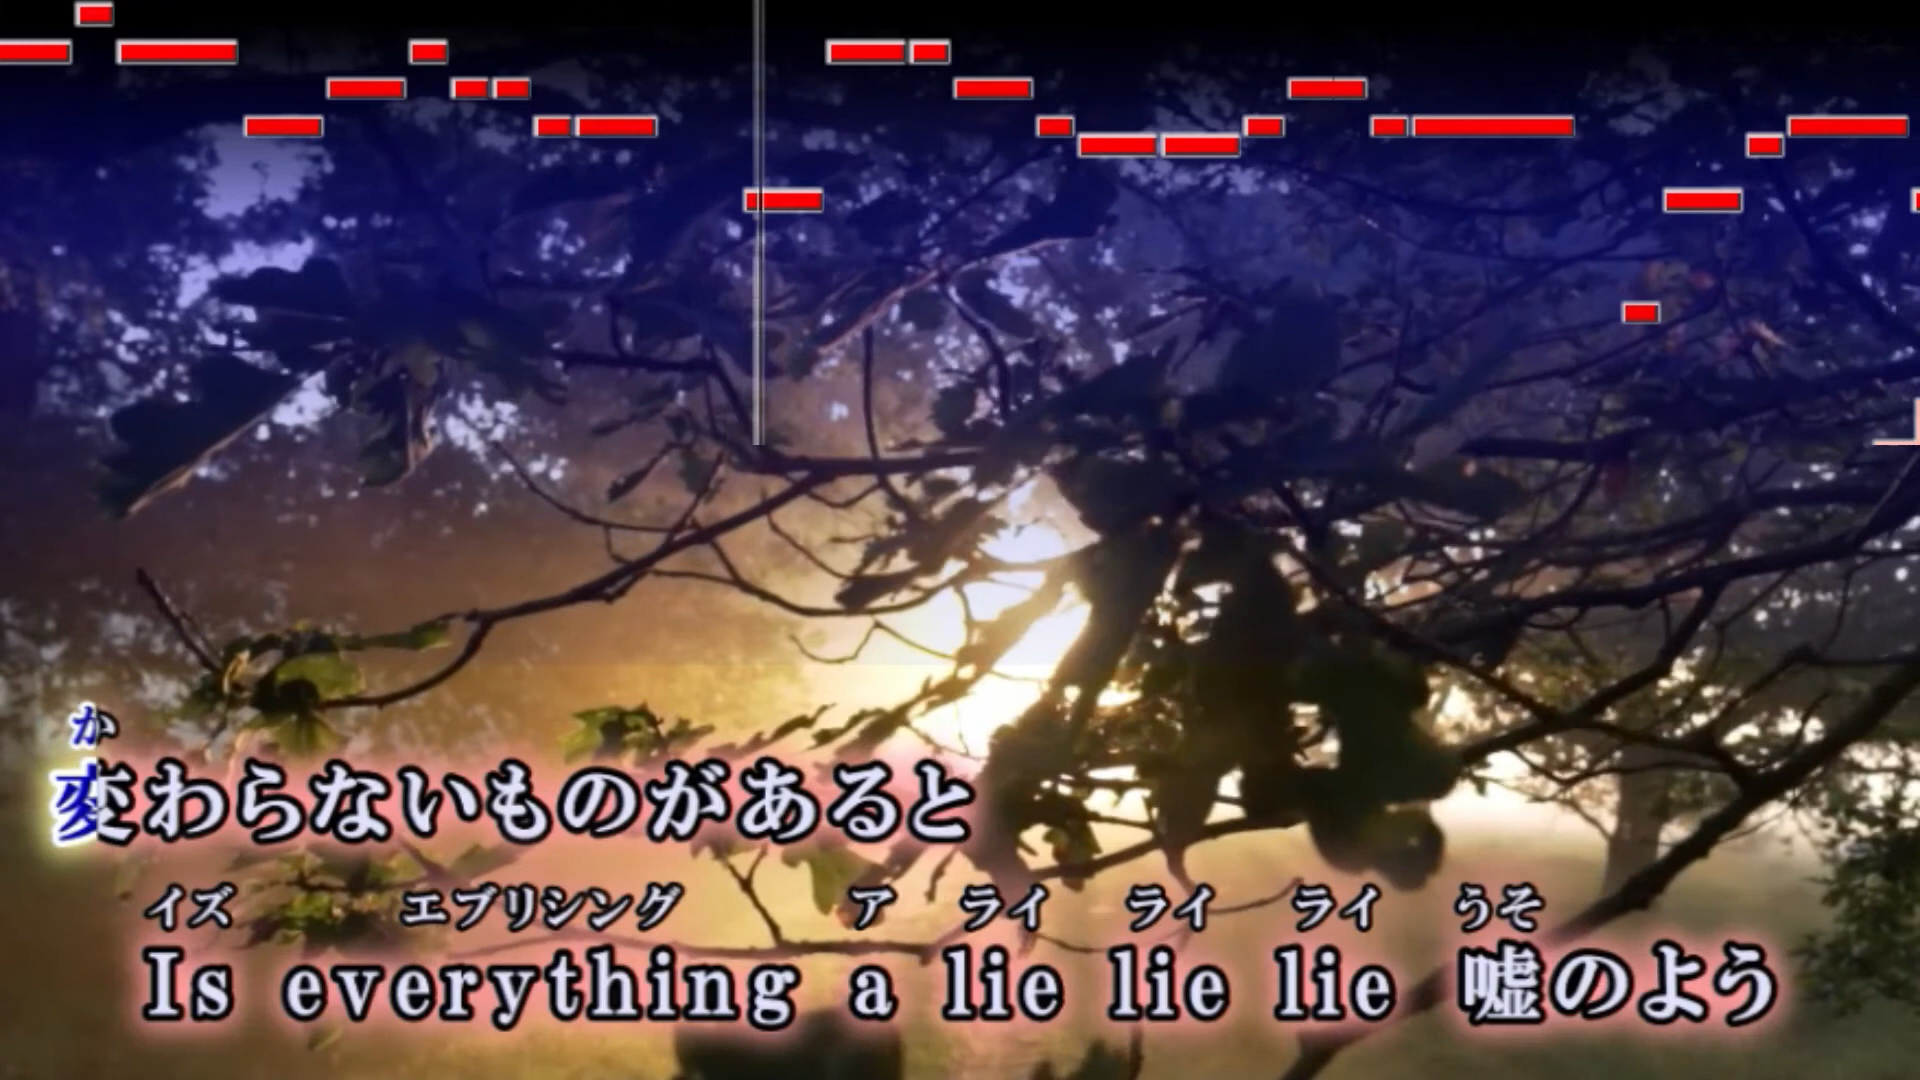 か
変わらないものがあると
イズ エブリシング ア ライ ライ ライ うそ
Is everything a lie lie lie 嘘のよう